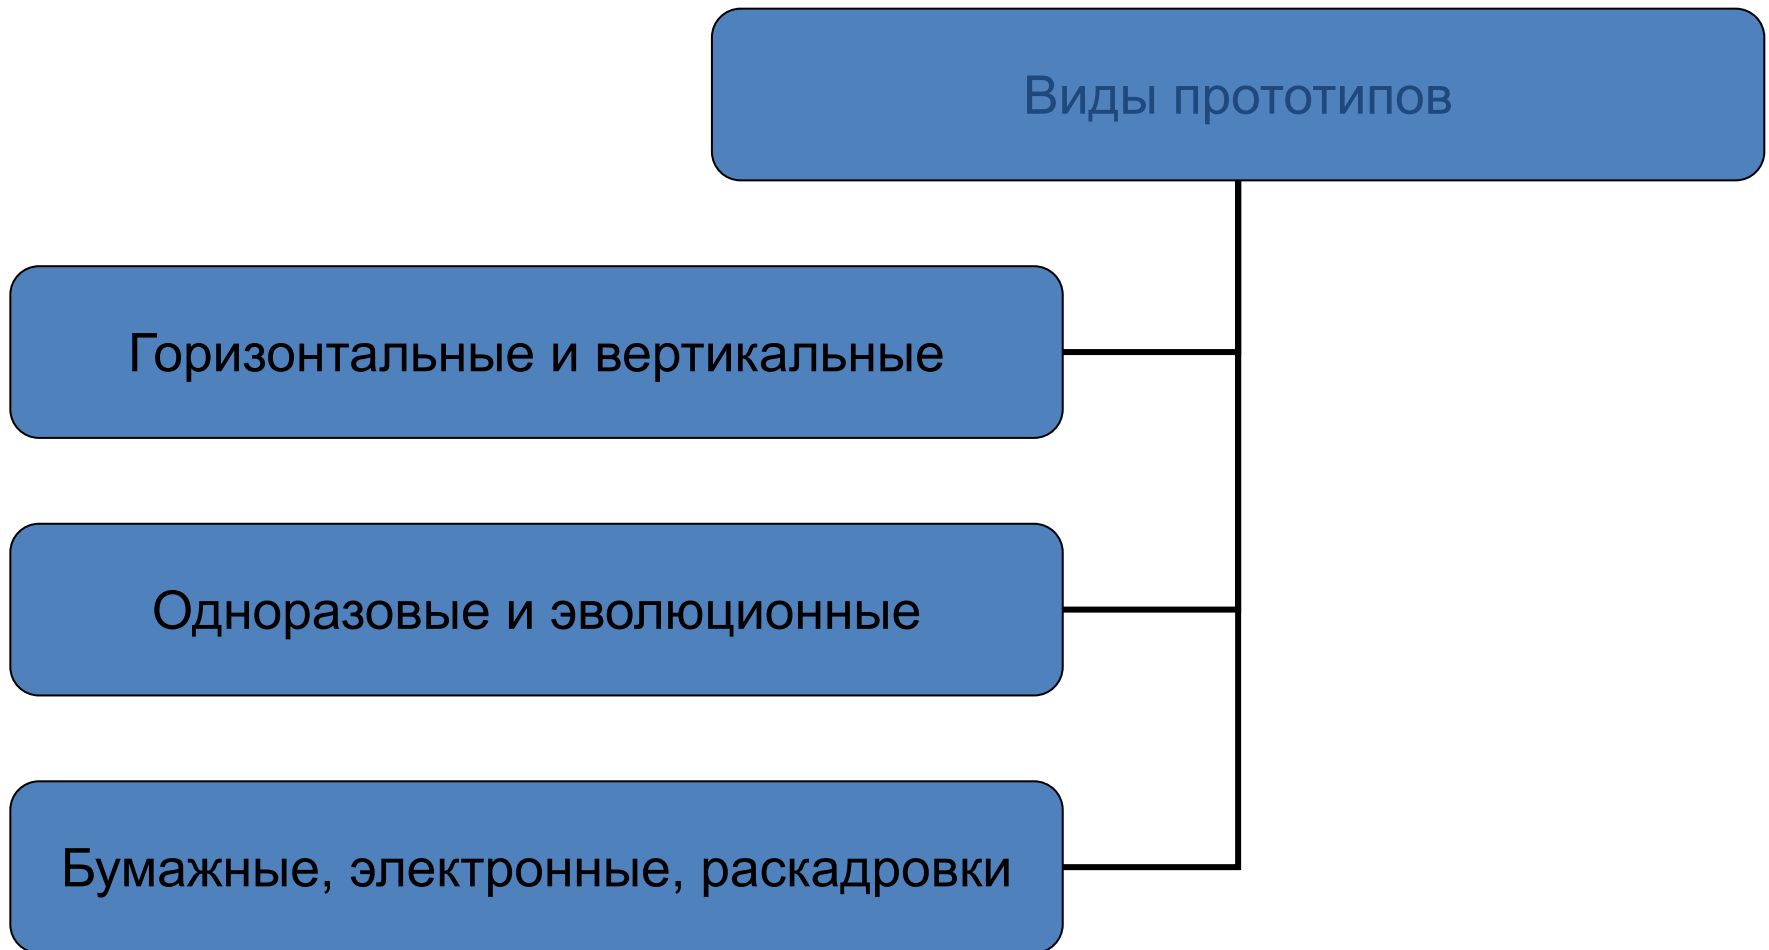 Виды прототипов
Горизонтальные и вертикальные
Одноразовые и эволюционные
Бумажные, электронные, раскадровки